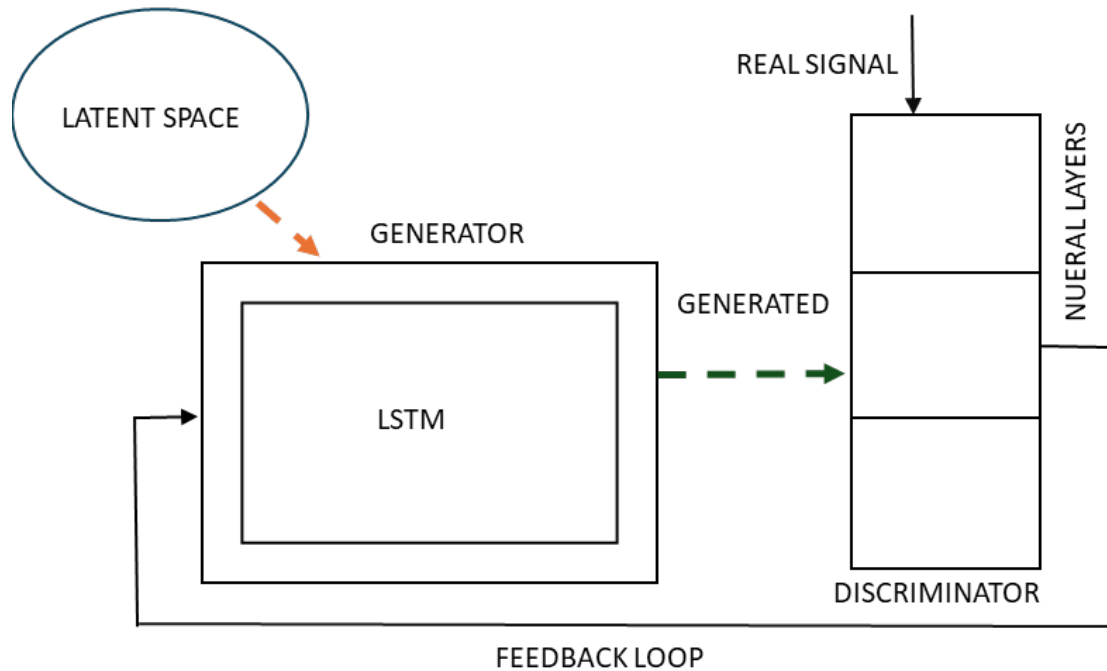 LATENT SPACE
REAL SIGNAL
NUERAL LAYERS
GENERATOR
GENERATED
LSTM
DISCRIMINATOR
FEEDBACK LOOP